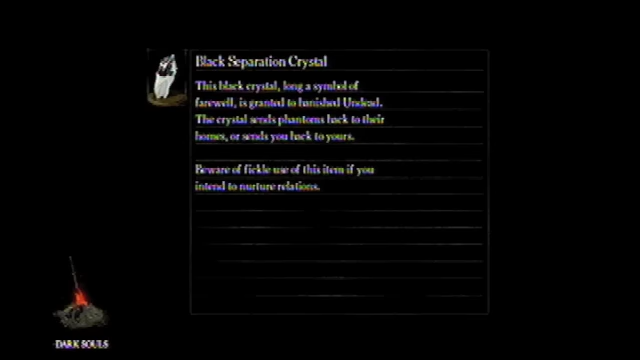 Black Separation Crystal
This black crystal, long a symbol of
farewell, is granted to banished Undead.
The crystal sends phantoms back to their
homes, or sends you back to yours.
Beware of fickle use of this item if you
intend to nurture relations.
DARK SOULS